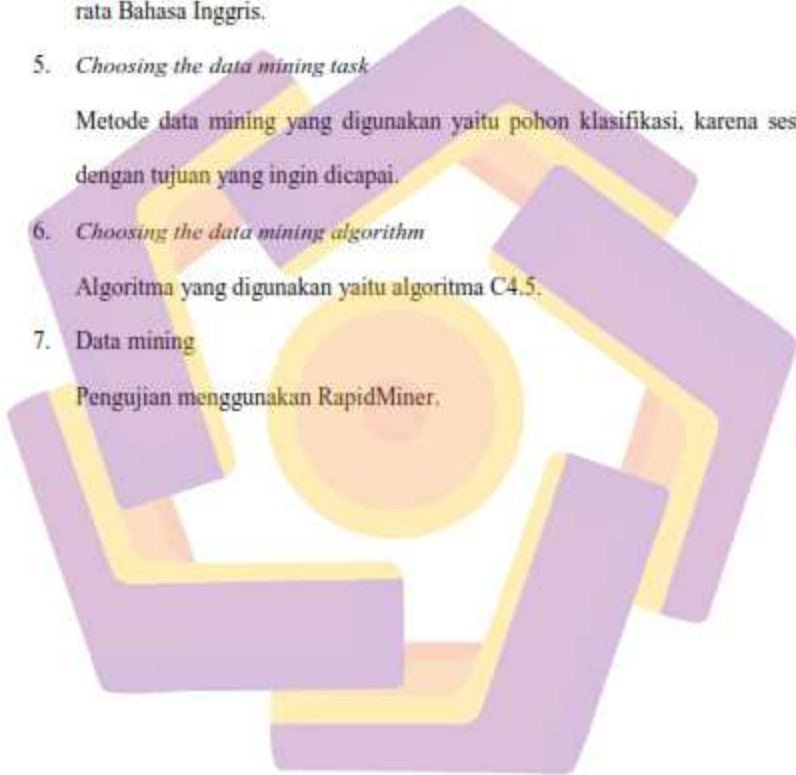 rata Bahasa Inggris.
5. Choosing the data mining task
Metode data mining yang digunakan yaitu pohon klasifikasi, karena ses
dengan tujuan yang ingin dicapai.
6. Choosing the data mining algorithm
Algoritma yang digunakan yaitu algoritma C4.5.
7. Data mining
Pengujian menggunakan RapidMiner.